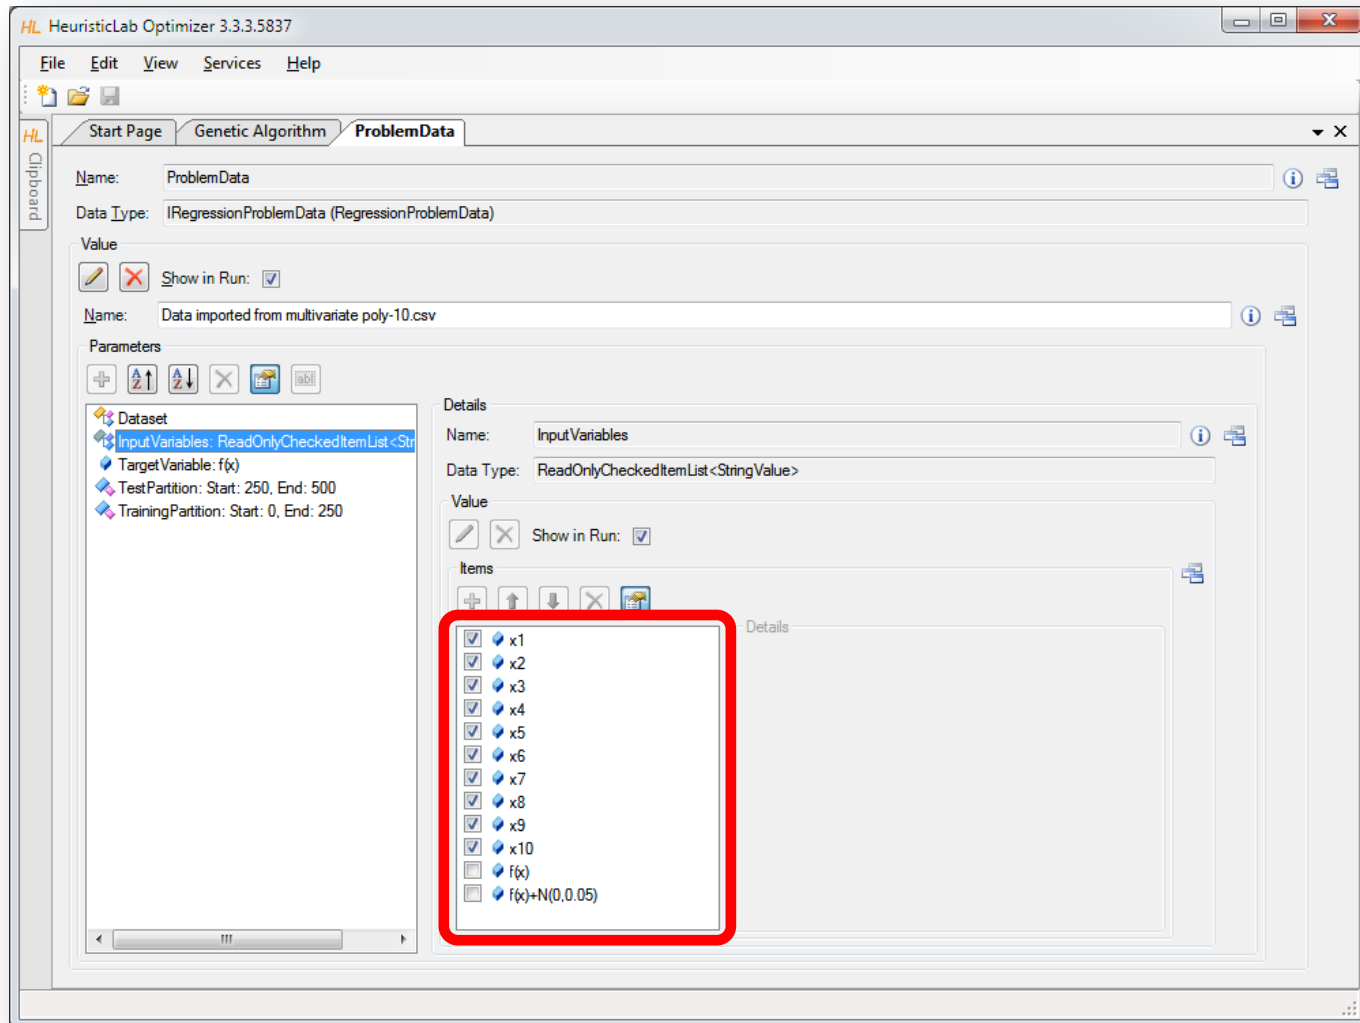 HL HeuristicLab Optimizer 3.3.3.5837
File Edit View Services Help
HL Clipboard
Start Page Genetic Algorithm ProblemData
Name: ProblemData
Data Type: IRegressionProblemData (RegressionProblemData)
Value
Show in Run:
Name: Data imported from multivariate poly-10.csv
Parameters
Dataset
InputVariables: ReadOnlyCheckedItemList<Str
TargetVariable: f(x)
TestPartition: Start: 250, End: 500
TrainingPartition: Start: 0, End: 250
Details
Name: InputVariables
Data Type: ReadOnlyCheckedItemList<StringValue>
Value
Show in Run:
Items
x1
x2
x3
x4
x5
x6
x7
x8
x9
x10
f(x)
f(x)+N(0,0.05)
Details